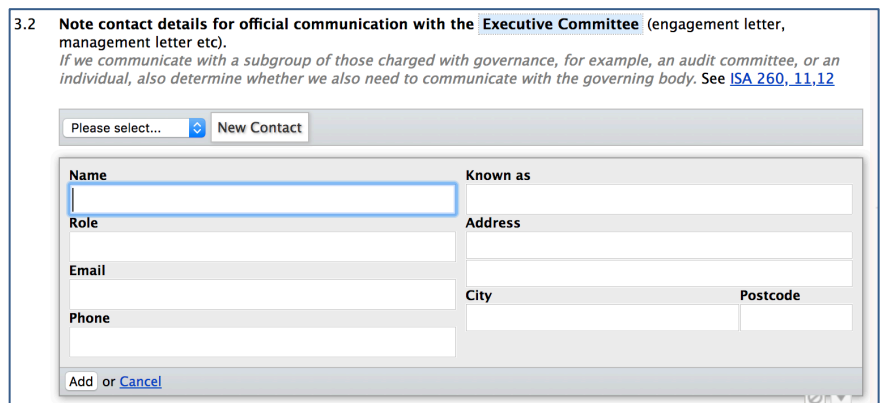 3.2 Note contact details for official communication with the Executive Committee (engagement letter,
management letter etc).
If we communicate with a subgroup of those charged with governance, for example, an audit committee, or an
individual, also determine whether we also need to communicate with the governing body. See ISA 260, 11,12
Please select... New Contact
Name Known as
Role Address
Email
City Postcode
Phone
Add or Cancel